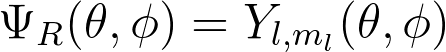 Ψ_R(θ, ϕ) = Y_{l,m_l}(θ, ϕ)